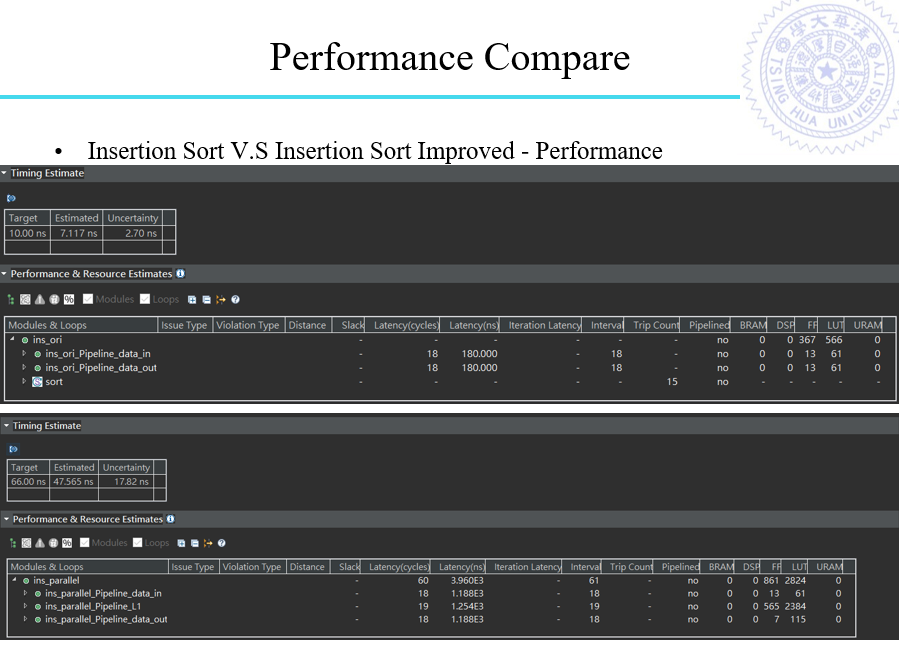 Performance Compare
• Insertion Sort V.S Insertion Sort Improved - Performance
Timing Estimate
Target Estimated Uncertainty
10.00 ns 7.117 ns 2.70 ns
Performance & Resource Estimates
Modules Loops
Modules & Loops Issue Type Violation Type Distance Slack Latency(cycles) Latency(ns) Iteration Latency Interval Trip Count Pipelined BRAM DSP FF LUT URAM
ins_ori - - - - - - no 0 0 367 566 0
ins_ori_Pipeline_data_in - 18 180.000 - 18 - no 0 0 13 61 0
ins_ori_Pipeline_data_out - 18 180.000 - 18 - no 0 0 13 61 0
sort - - - - - 15 no - - - - -
Timing Estimate
Target Estimated Uncertainty
66.00 ns 47.565 ns 17.82 ns
Performance & Resource Estimates
Modules Loops
Modules & Loops Issue Type Violation Type Distance Slack Latency(cycles) Latency(ns) Iteration Latency Interval Trip Count Pipelined BRAM DSP FF LUT URAM
ins_parallel - 60 3.960E3 - 61 - no 0 0 861 2824 0
ins_parallel_Pipeline_data_in - 18 1.188E3 - 18 - no 0 0 13 61 0
ins_parallel_Pipeline_L1 - 19 1.254E3 - 19 - no 0 0 565 2384 0
ins_parallel_Pipeline_data_out - 18 1.188E3 - 18 - no 0 0 7 115 0
TSING HUA UNIVERSITY